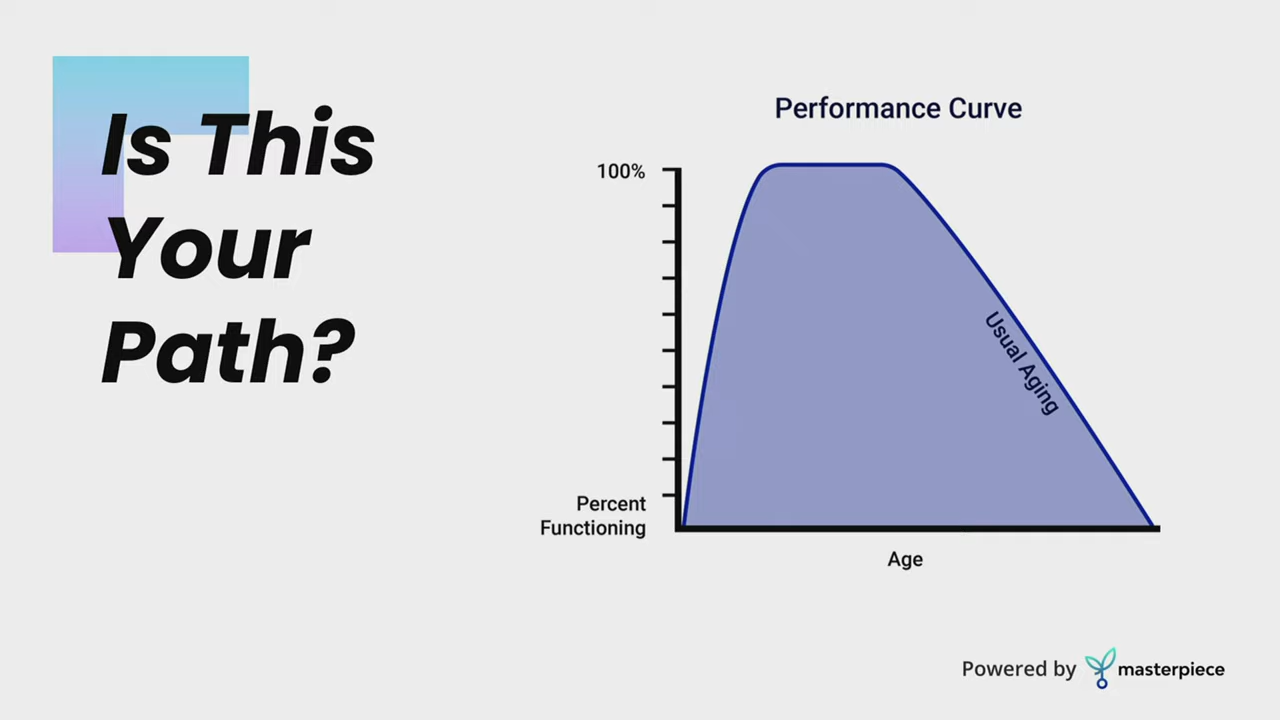 Is This
Your
Path?
Performance Curve
100%
Usual Aging
Percent
Functioning
Age
Powered by masterpiece